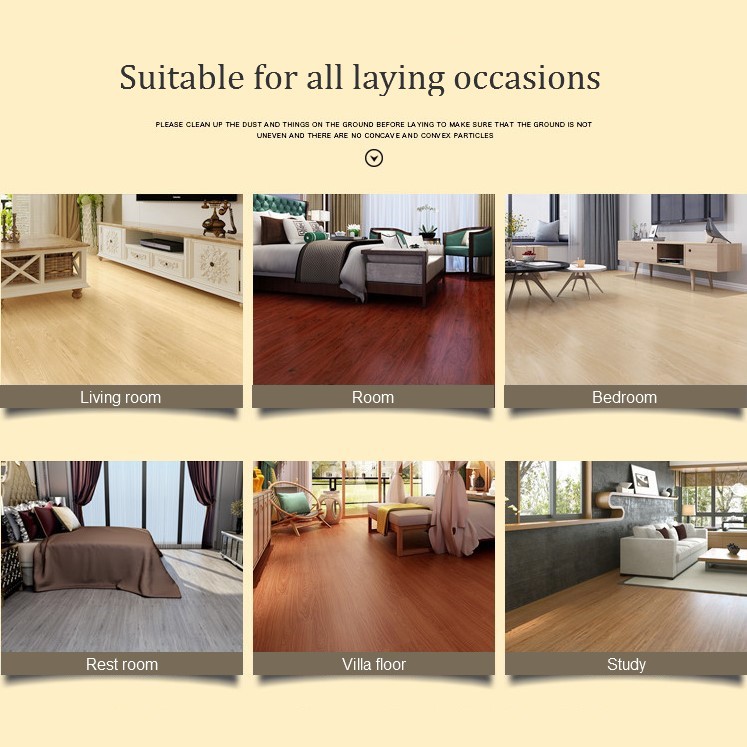 Suitable for all laying occasions
PLEASE CLEAN UP THE DUST AND THINGS ON THE GROUND BEFORE LAYING TO MAKE SURE THAT THE GROUND IS NOT
UNEVEN AND THERE ARE NO CONCAVE AND CONVEX PARTICLES
Living room
Room
Bedroom
Rest room
Villa floor
Study